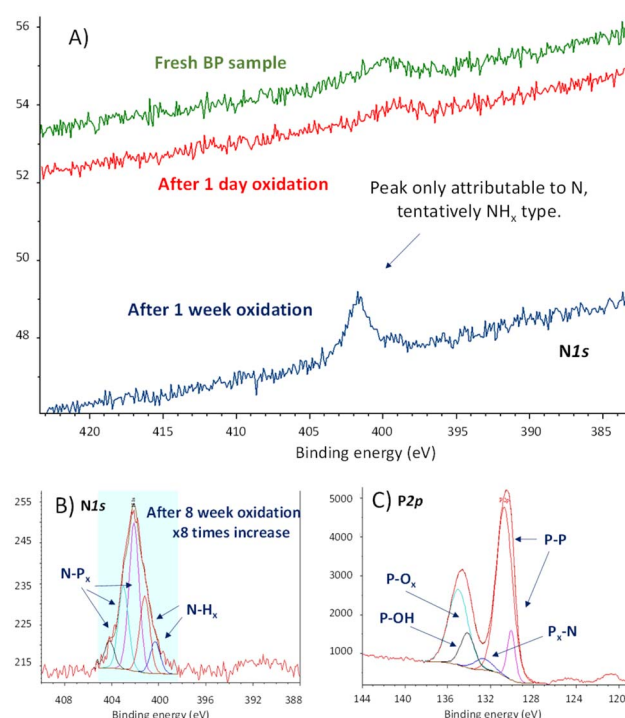 A)
56
Fresh BP sample
54
After 1 day oxidation
52
Peak only attributable to N,
tentatively NHx type.
50
After 1 week oxidation
48
N1s
420 415 410 405 400 395 390 385
Binding energy (eV)
B) N1s
After 8 week oxidation
x8 times increase
255
245
235
225
215
N-Px
N-Hx
408 404 400 396 392 388
Binding energy (eV)
C) P2p
5000
4000
3000
2000
1000
P-P
P-Ox
P-OH
Px-N
144 140 136 132 128 124 120
Binding energy (eV)